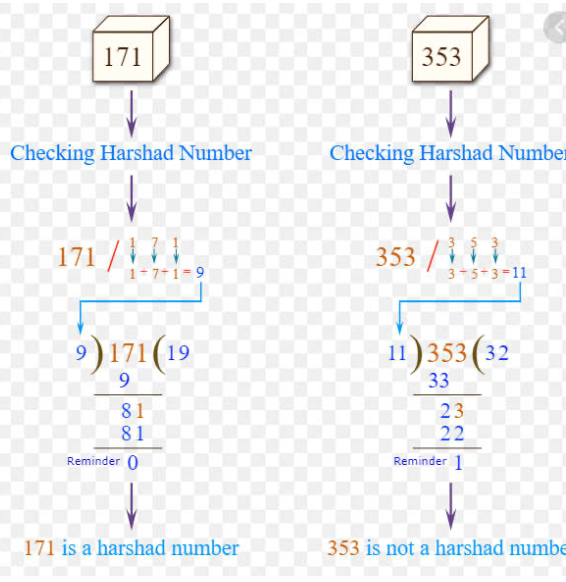 171
Checking Harshad Number
171 / 1 7 1
1 + 7 + 1 = 9
9 ) 171 ( 19
9
81
81
Reminder 0
171 is a harshad number
353
Checking Harshad Number
353 / 3 5 3
3 + 5 + 3 = 11
11 ) 353 ( 32
33
23
22
Reminder 1
353 is not a harshad numbe